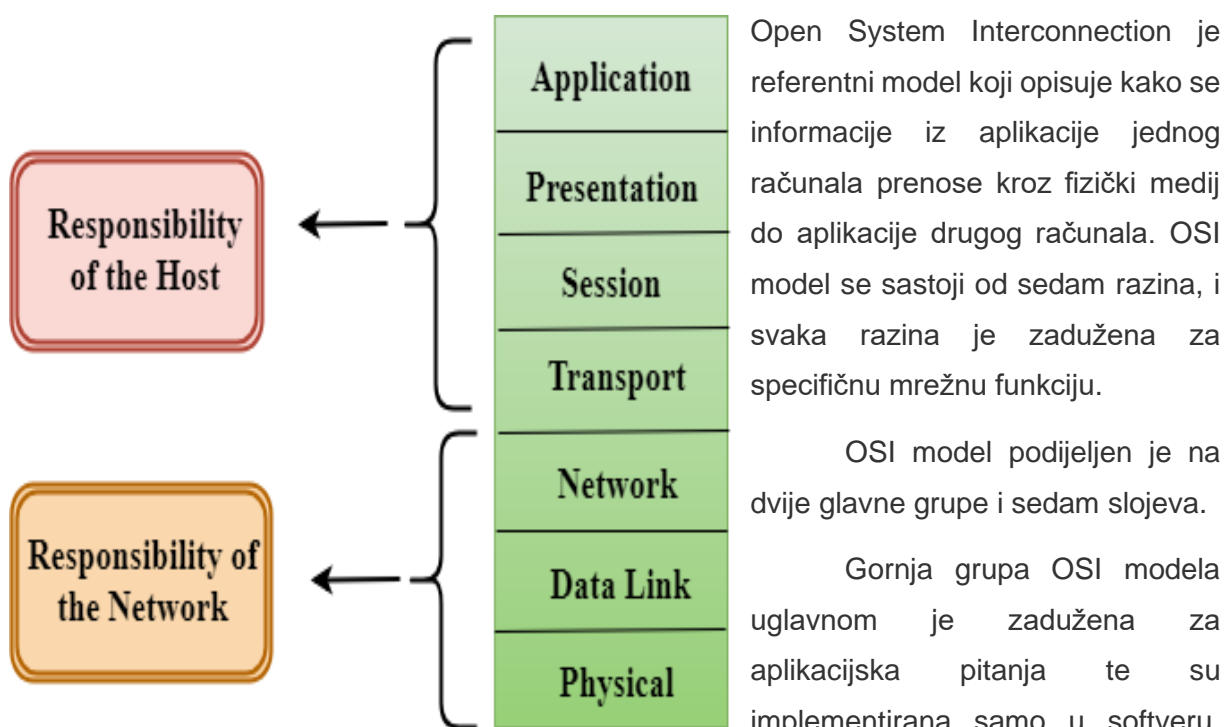 Application
Presentation
Session
Transport
Network
Data Link
Physical
Responsibility
of the Host
Responsibility of
the Network
Open System Interconnection je
referentni model koji opisuje kako se
informacije iz aplikacije jednog
računala prenose kroz fizički medij
do aplikacije drugog računala. OSI
model se sastoji od sedam razina, i
svaka razina je zadužena za
specifičnu mrežnu funkciju.
OSI model podijeljen je na
dvije glavne grupe i sedam slojeva.
Gornja grupa OSI modela
uglavnom je zadužena za
aplikacijska pitanja te su
implementirana samo u softveru.